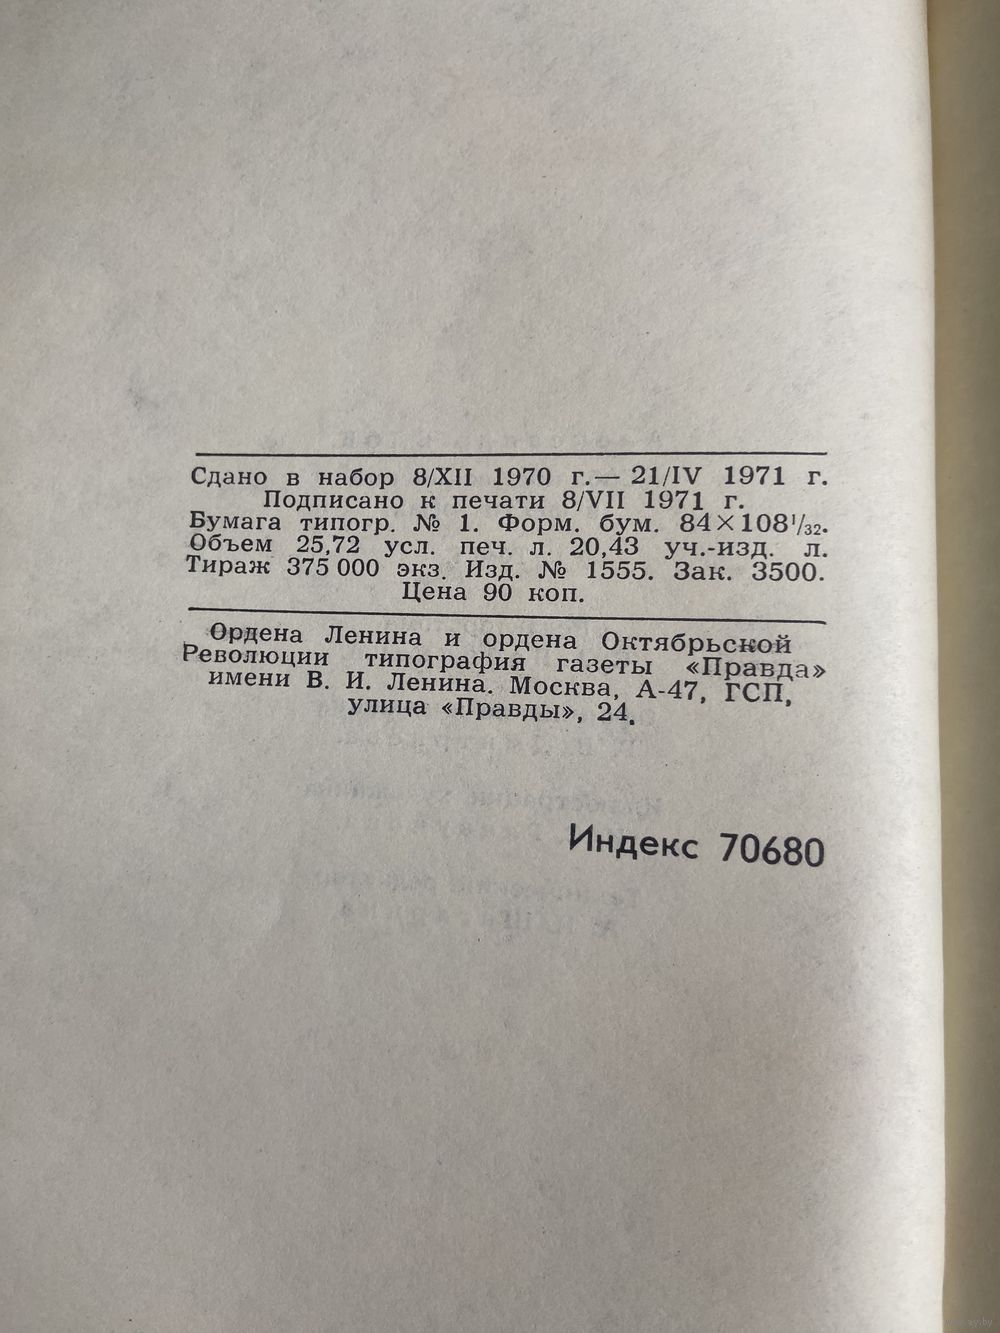 Сдано в набор 8/XII 1970 г.— 21/IV 1971 г.
Подписано к печати 8/VII 1971 г.
Бумага типогр. № 1. Форм. бум. 84×108¹/₃₂.
Объем 25,72 усл. печ. л. 20,43 уч.-изд. л.
Тираж 375 000 экз. Изд. № 1555. Зак. 3500.
Цена 90 коп.
Ордена Ленина и ордена Октябрьской
Революции типография газеты «Правда»
имени В. И. Ленина. Москва, А-47, ГСП,
улица «Правды», 24.
Индекс 70680